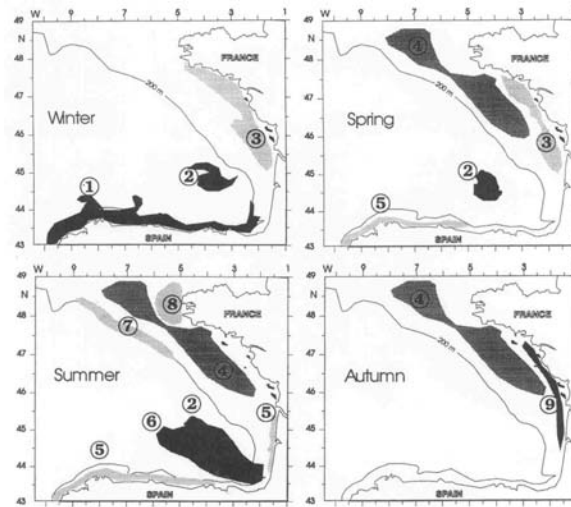 W 9 7 5 3 1
49
N
48
47
46
45
44
43
FRANCE
200 m
Winter
3
2
1
SPAIN
W 9 7 5 3 1
49
N
48
47
46
45
44
43
4
FRANCE
200 m
Spring
3
2
5
SPAIN
W 9 7 5 3 1
49
N
48
47
46
45
44
43
8
FRANCE
7
4
Summer
2
6
5
5
SPAIN
W 9 7 5 3 1
49
N
48
47
46
45
44
43
4
FRANCE
200 m
Autumn
9
SPAIN